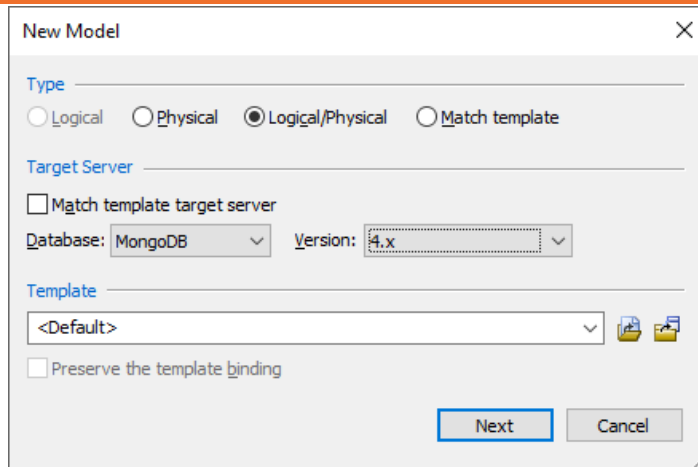 New Model
Type
Logical Physical Logical/Physical Match template
Target Server
Match template target server
Database: MongoDB Version: 4.x
Template
<Default>
Preserve the template binding
Next Cancel